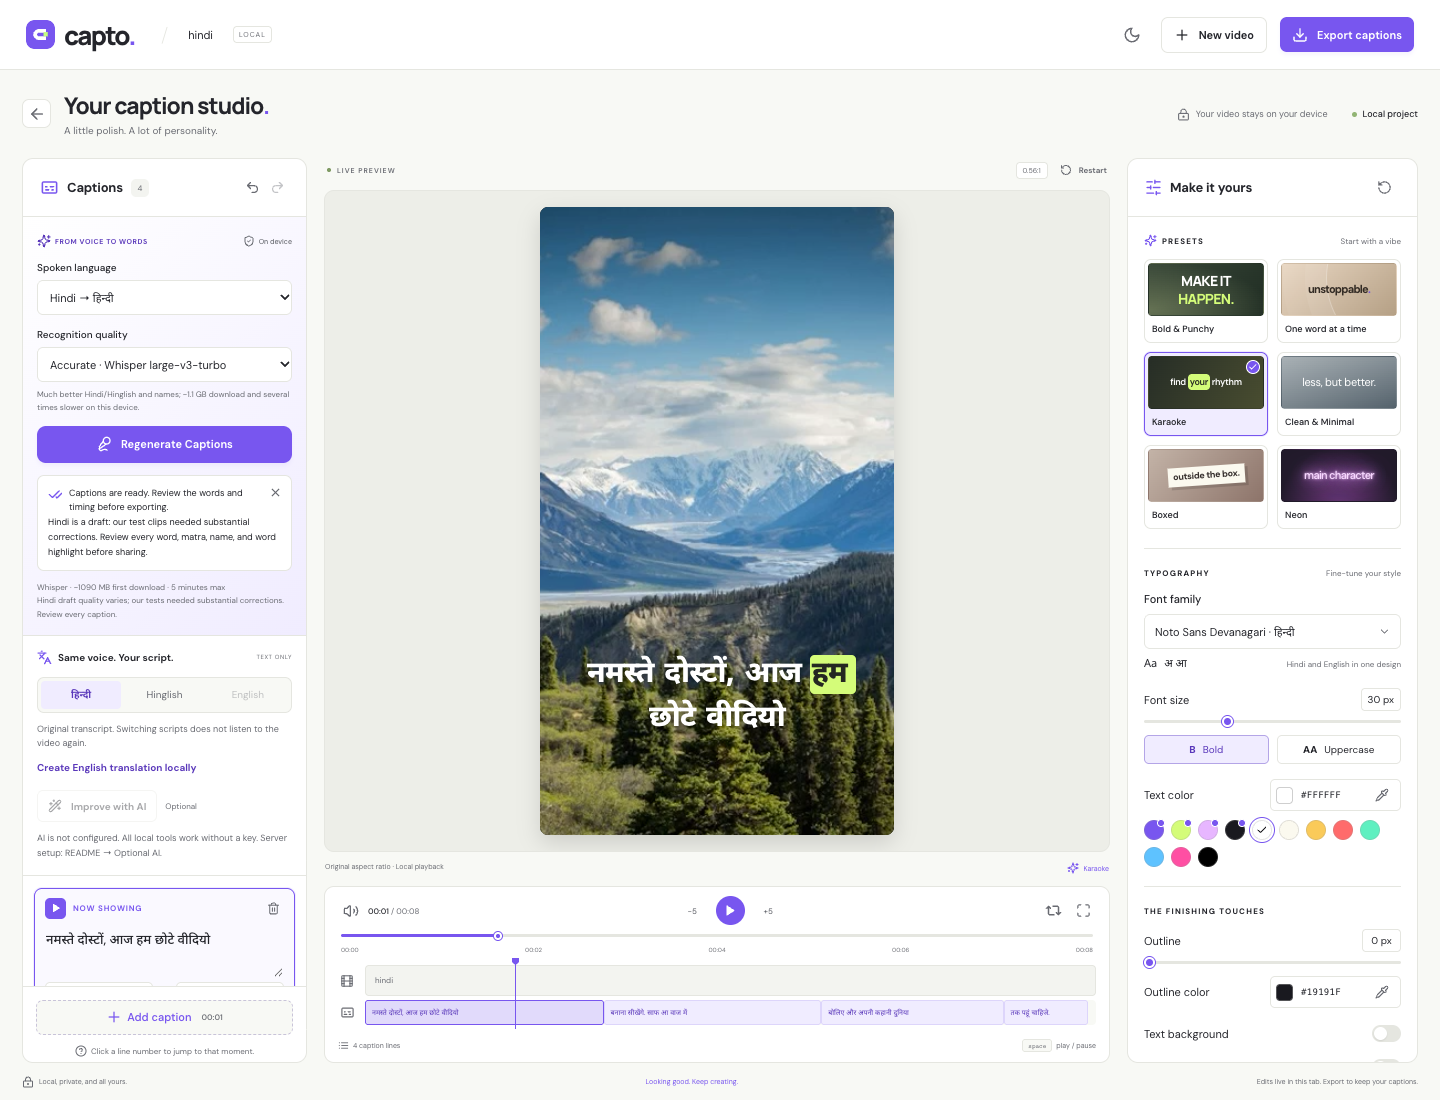 capto.
hindi
LOCAL
New video
Export captions
Your caption studio.
A little polish. A lot of personality.
Your video stays on your device
Local project
Captions
4
FROM VOICE TO WORDS
On device
Spoken language
Hindi → हिन्दी
Recognition quality
Accurate · Whisper large-v3-turbo
Much better Hindi/Hinglish and names; ~1.1 GB download and several
times slower on this device.
Regenerate Captions
Captions are ready. Review the words and
timing before exporting.
Hindi is a draft: our test clips needed substantial
corrections. Review every word, matra, name, and word
highlight before sharing.
Whisper · ~1090 MB first download · 5 minutes max
Hindi draft quality varies; our tests needed substantial corrections.
Review every caption.
Same voice. Your script.
TEXT ONLY
हिन्दी
Hinglish
English
Original transcript. Switching scripts does not listen to the
video again.
Create English translation locally
Improve with AI
Optional
AI is not configured. All local tools work without a key. Server
setup: README → Optional AI.
NOW SHOWING
नमस्ते दोस्टों, आज हम छोटे वीदियो
Add caption
00:01
Click a line number to jump to that moment.
LIVE PREVIEW
0.56:1
Restart
नमस्ते दोस्टों, आज हम
छोटे वीदियो
Original aspect ratio · Local playback
Karaoke
00:01 / 00:08
-5
+5
00:00
00:02
00:04
00:06
00:08
hindi
नमस्ते दोस्टों, आज हम छोटे वीदियो
बनाना सीखेंगे. साफ आ वाज में
बोलिए और अपनी कहानी दुनिया
तक पहुं चाहिजे.
4 caption lines
space
play / pause
Make it yours
PRESETS
Start with a vibe
MAKE IT
HAPPEN.
Bold & Punchy
unstoppable.
One word at a time
find your rhythm
Karaoke
less, but better.
Clean & Minimal
outside the box.
Boxed
main character
Neon
TYPOGRAPHY
Fine-tune your style
Font family
Noto Sans Devanagari · हिन्दी
Aa अ आ
Hindi and English in one design
Font size
30 px
B Bold
AA Uppercase
Text color
#FFFFFF
THE FINISHING TOUCHES
Outline
0 px
Outline color
#19191F
Text background
Local, private, and all yours.
Looking good. Keep creating.
Edits live in this tab. Export to keep your captions.